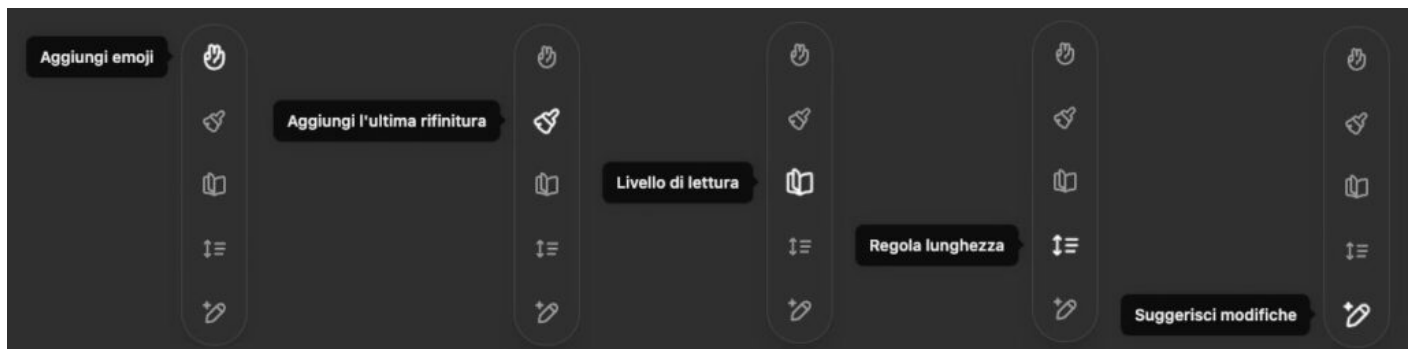 Aggiungi emoji
Aggiungi l'ultima rifinitura
Livello di lettura
Regola lunghezza
Suggerisci modifiche